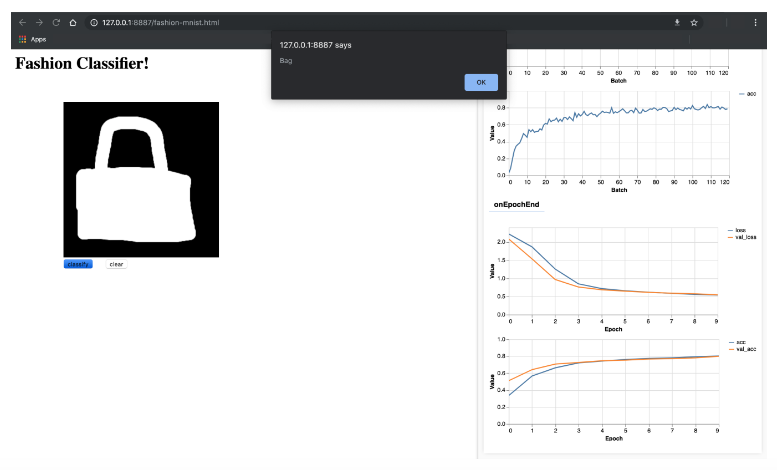 127.0.0.1:8887/fashion-mnist.html
Apps
127.0.0.1:8887 says
Bag
OK
Fashion Classifier!
classify
clear
0.0
0 10 20 30 40 50 60 70 80 90 100 110 120
Batch
acc
0.8
0.6
0.4
0.2
0.0
Value
0 10 20 30 40 50 60 70 80 90 100 110 120
Batch
onEpochEnd
loss
val_loss
2.0
1.5
1.0
0.5
0.0
Value
0 1 2 3 4 5 6 7 8 9
Epoch
acc
val_acc
1.0
0.8
0.6
0.4
0.2
0.0
Value
0 1 2 3 4 5 6 7 8 9
Epoch